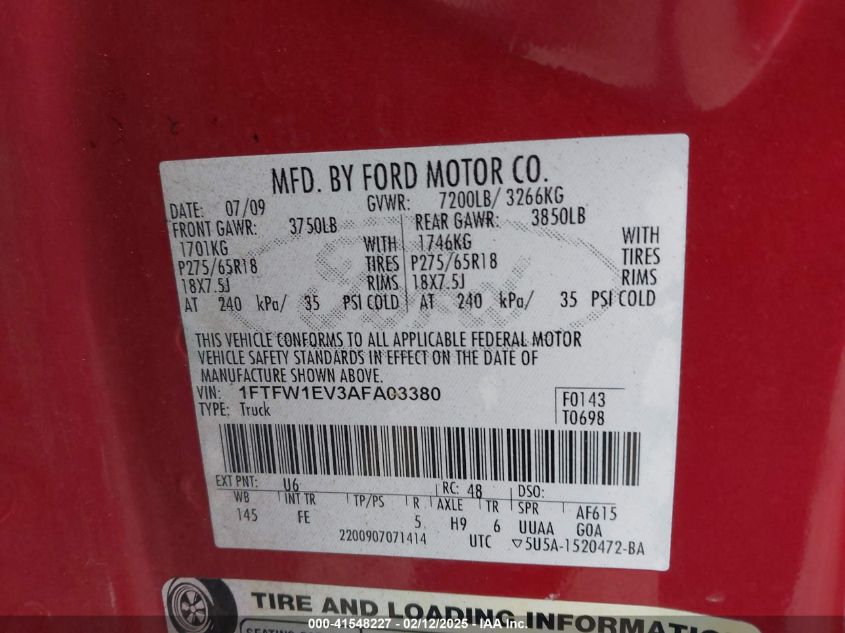 MFD. BY FORD MOTOR CO.
DATE: 07/09 GVWR: 7200LB/ 3266KG
FRONT GAWR: 3750LB REAR GAWR: 3850LB
1701KG WITH 1746KG WITH
P275/65R18 TIRES P275/65R18 TIRES
18X7.5J RIMS 18X7.5J RIMS
AT 240 kPa/ 35 PSI COLD AT 240 kPa/ 35 PSI COLD
THIS VEHICLE CONFORMS TO ALL APPLICABLE FEDERAL MOTOR
VEHICLE SAFETY STANDARDS IN EFFECT ON THE DATE OF
MANUFACTURE SHOWN ABOVE.
VIN: 1FTFW1EV3AFA03380 F0143
TYPE: Truck T0698
EXT PNT: U6 RC: 48 DSO:
WB INT TR TP/PS R AXLE TR SPR AF615
145 FE 5 H9 6 UUAA GOA
2200907071414 UTC ▽5U5A-1520472-BA
TIRE AND LOADING INFORMATIO
000-41548227 - 02/12/2025 - IAA Inc.